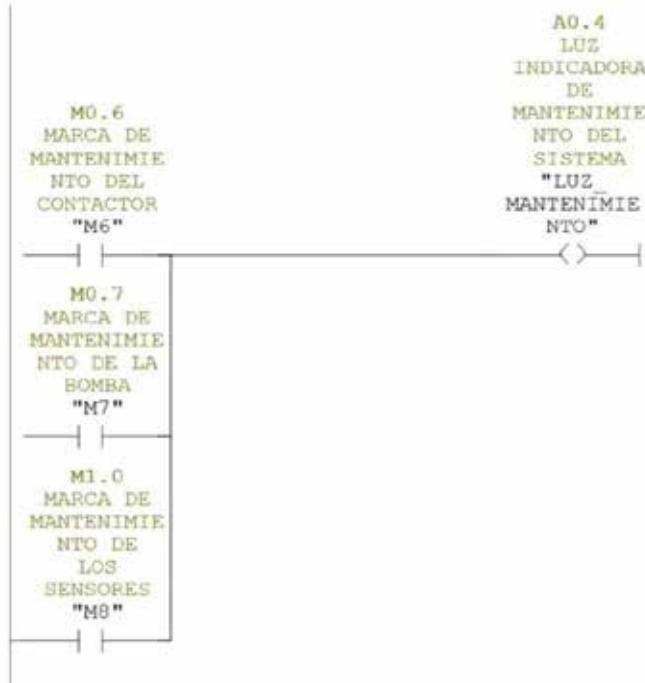 A0.4
LUZ
INDICADORA
DE
MANTENIMIE
NTO DEL
SISTEMA
"LUZ_
MANTENIMIE
NTO"
M0.6
MARCA DE
MANTENIMIE
NTO DEL
CONTACTOR
"M6"
M0.7
MARCA DE
MANTENIMIE
NTO DE LA
BOMBA
"M7"
M1.0
MARCA DE
MANTENIMIE
NTO DE
LOS
SENSORES
"M8"